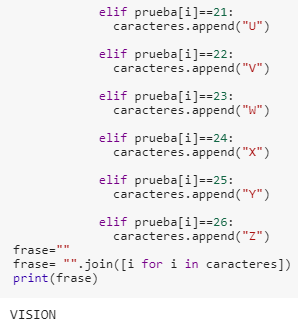 elif prueba[i]==21:
caracteres.append("U")
elif prueba[i]==22:
caracteres.append("V")
elif prueba[i]==23:
caracteres.append("W")
elif prueba[i]==24:
caracteres.append("X")
elif prueba[i]==25:
caracteres.append("Y")
elif prueba[i]==26:
caracteres.append("Z")
frase=""
frase= "".join([i for i in caracteres])
print(frase)
VISION